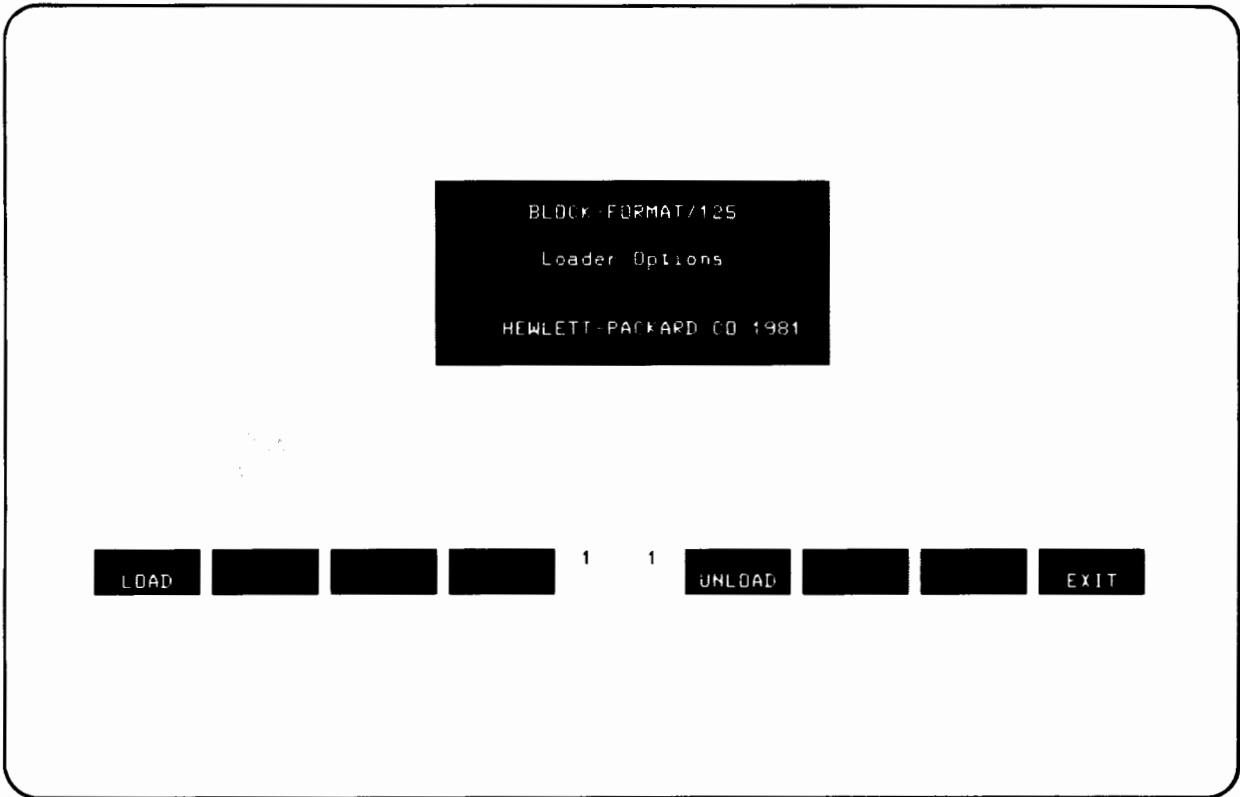 BLOCK-FORMAT/125
Loader Options
HEWLETT-PACKARD CO 1981
LOAD 1 1 UNLOAD EXIT